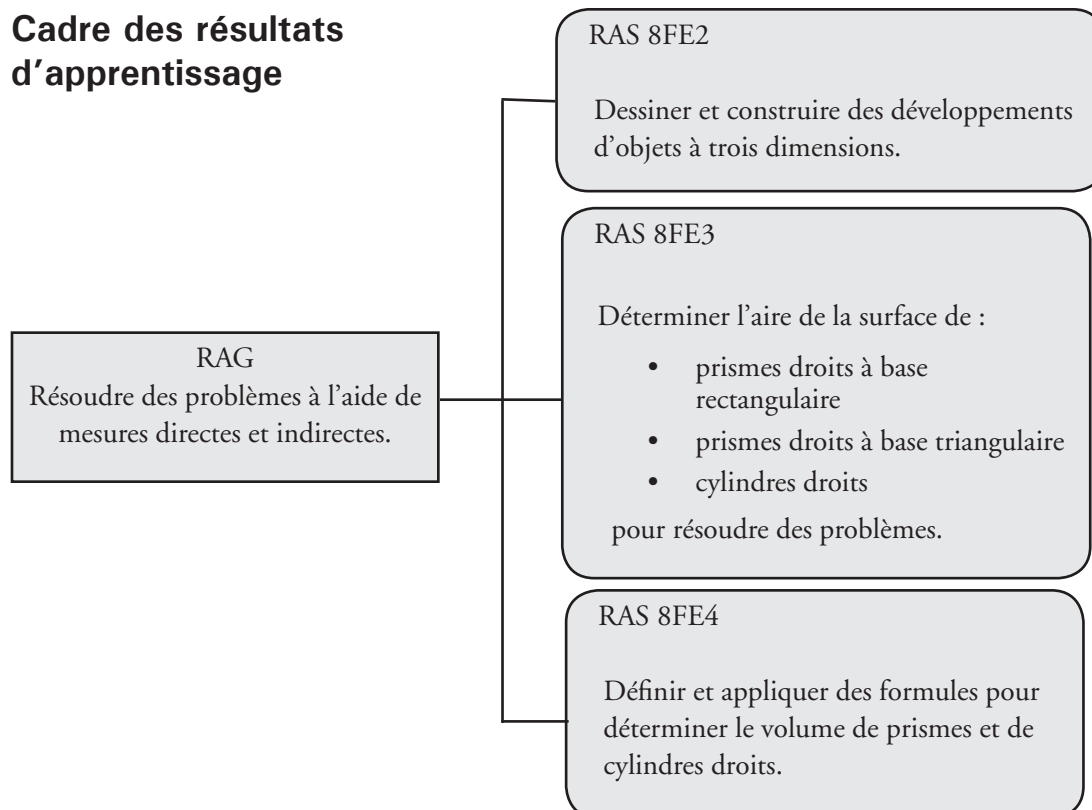 Cadre des résultats
d’apprentissage
RAG
Résoudre des problèmes à l’aide de
mesures directes et indirectes.
RAS 8FE2
Dessiner et construire des développements
d’objets à trois dimensions.
RAS 8FE3
Déterminer l’aire de la surface de :
• prismes droits à base
rectangulaire
• prismes droits à base triangulaire
• cylindres droits
pour résoudre des problèmes.
RAS 8FE4
Définir et appliquer des formules pour
déterminer le volume de prismes et de
cylindres droits.